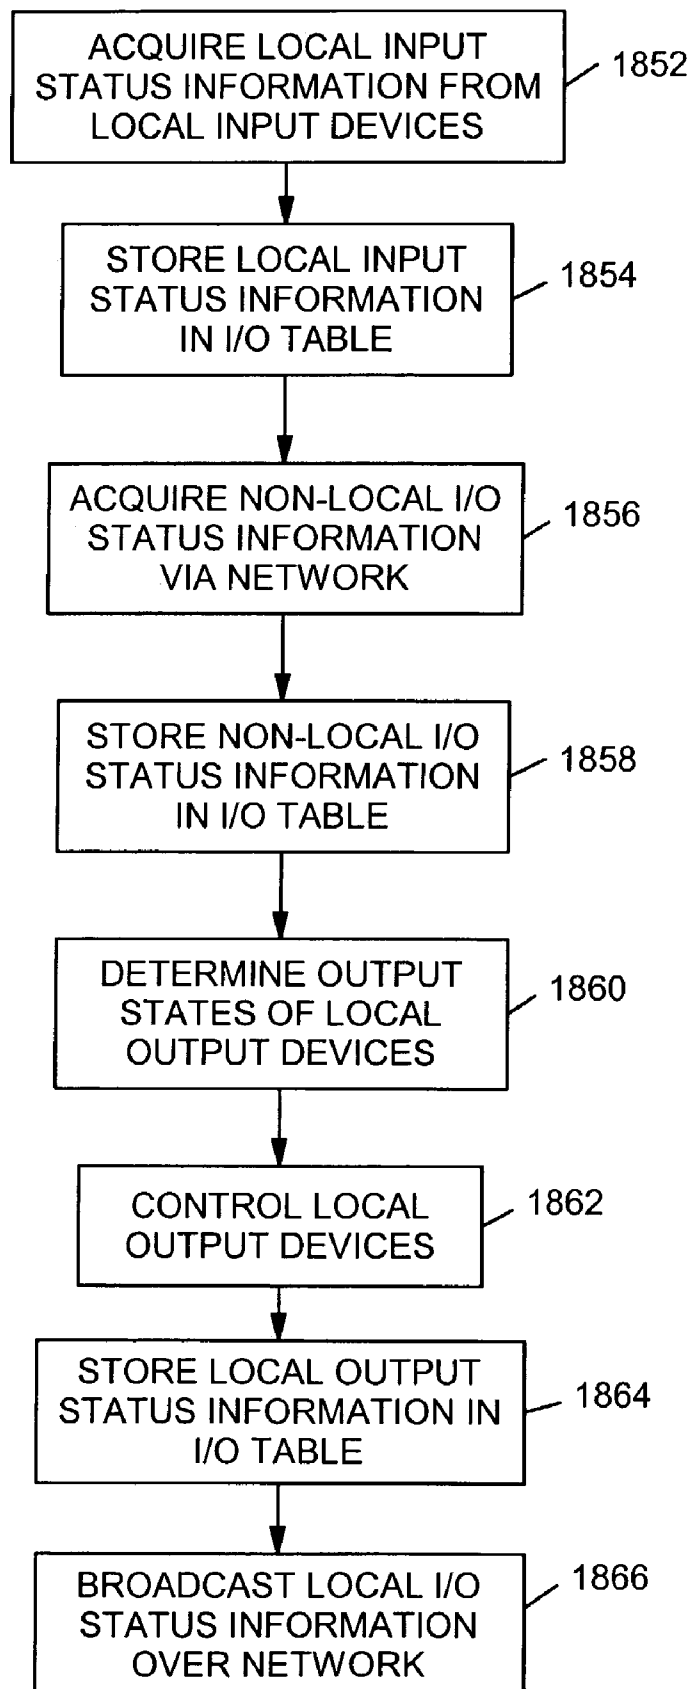 ACQUIRE LOCAL INPUT
STATUS INFORMATION FROM
LOCAL INPUT DEVICES
1852
STORE LOCAL INPUT
STATUS INFORMATION
IN I/O TABLE
1854
ACQUIRE NON-LOCAL I/O
STATUS INFORMATION
VIA NETWORK
1856
STORE NON-LOCAL I/O
STATUS INFORMATION
IN I/O TABLE
1858
DETERMINE OUTPUT
STATES OF LOCAL
OUTPUT DEVICES
1860
CONTROL LOCAL
OUTPUT DEVICES
1862
STORE LOCAL OUTPUT
STATUS INFORMATION IN
I/O TABLE
1864
BROADCAST LOCAL I/O
STATUS INFORMATION
OVER NETWORK
1866